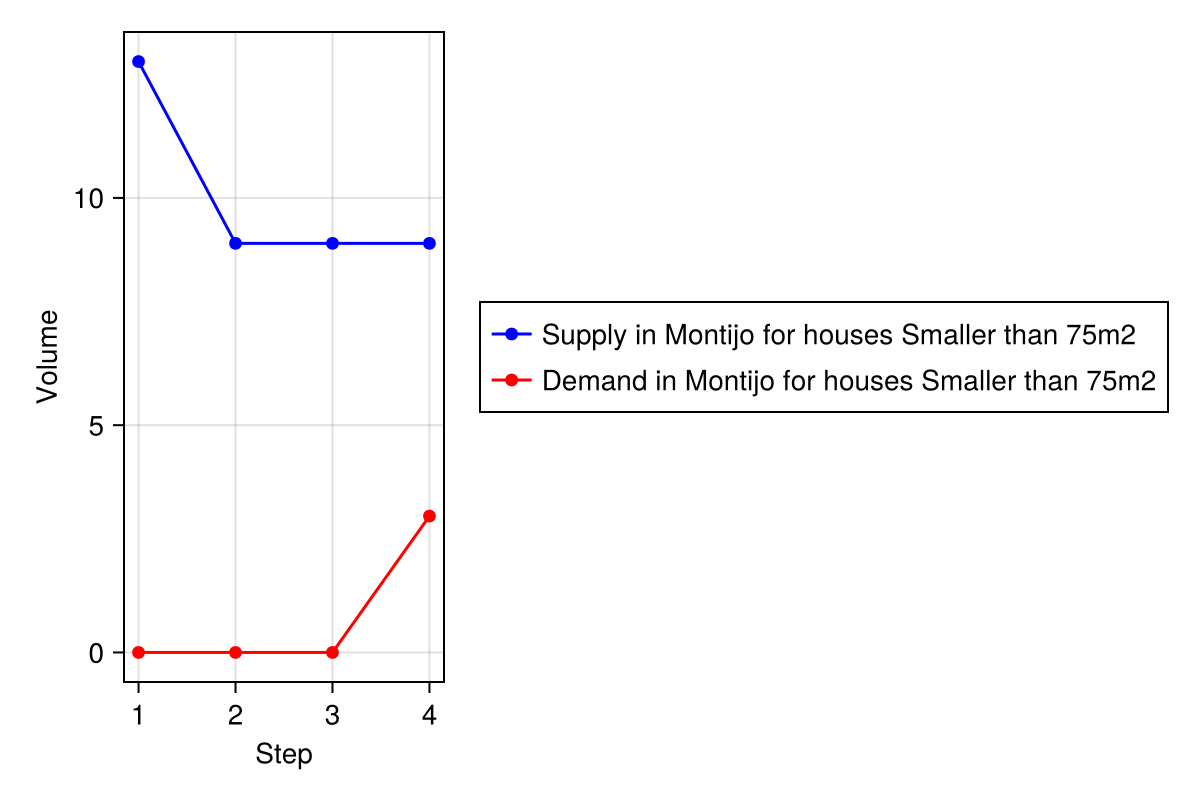 Volume
10
5
0
1 2 3 4
Step
Supply in Montijo for houses Smaller than 75m2
Demand in Montijo for houses Smaller than 75m2